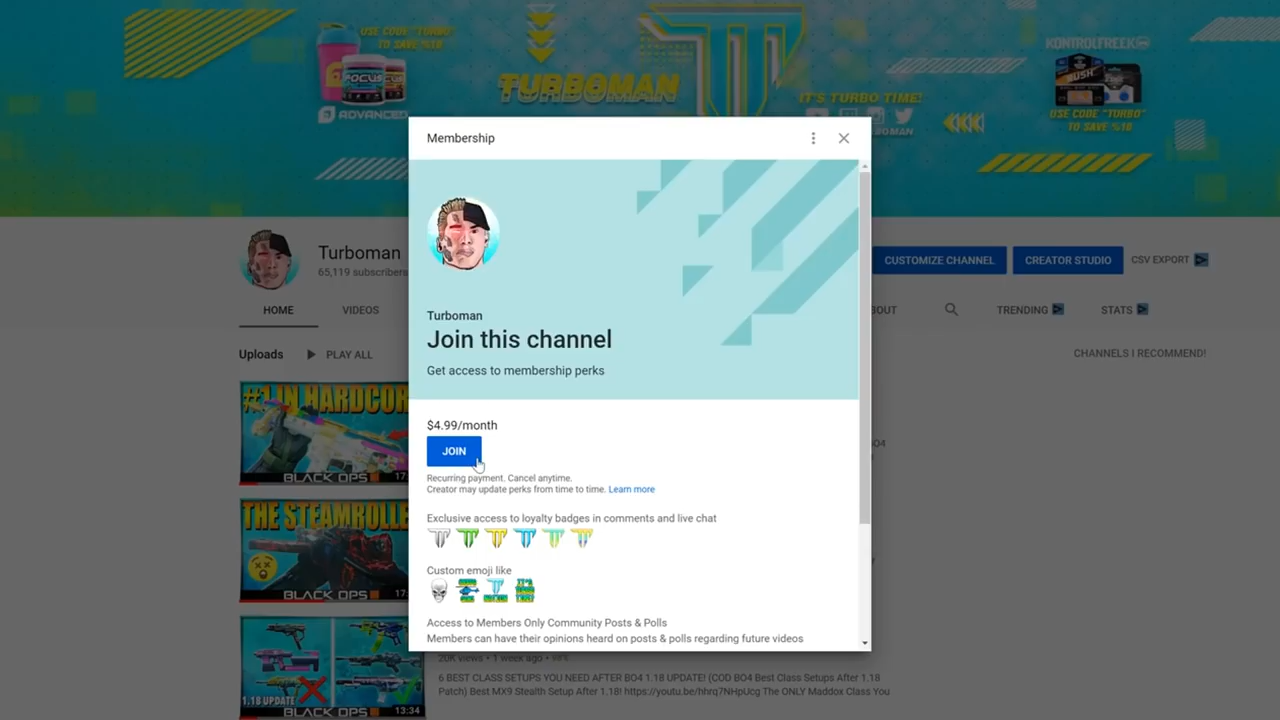 USE CODE "TURBO"
TO SAVE %10
FOCUS
ADVANCED
TURBOMAN
IT'S TURBO TIME!
KONTROLFREEK
USE CODE "TURBO"
TO SAVE %10
Membership
Turboman
65,119 subscribers
CUSTOMIZE CHANNEL
CREATOR STUDIO
CSV EXPORT
HOME
VIDEOS
TRENDING
STATS
Uploads
PLAY ALL
CHANNELS I RECOMMEND!
Turboman
Join this channel
Get access to membership perks
$4.99/month
JOIN
Recurring payment. Cancel anytime.
Creator may update perks from time to time. Learn more
Exclusive access to loyalty badges in comments and live chat
Custom emoji like
Access to Members Only Community Posts & Polls
Members can have their opinions heard on posts & polls regarding future videos
#1 IN HARDCOR
BLACK OPS
THE STEAMROLLE
BLACK OPS
1.18 UPDATE
BLACK OPS
13:34
20K views • 1 week ago • 98%
6 BEST CLASS SETUPS YOU NEED AFTER BO4 1.18 UPDATE! (COD BO4 Best Class Setups After 1.18
Patch) Best MX9 Stealth Setup After 1.18! https://youtu.be/hhrq7NHpUcg The ONLY Maddox Class You